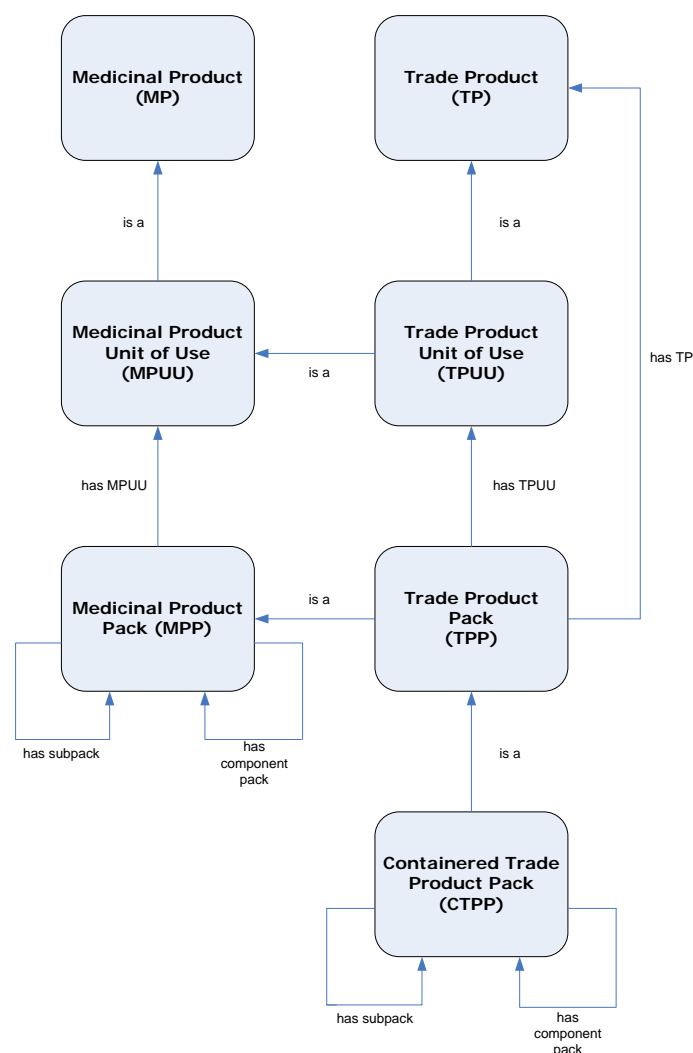 Medicinal Product
(MP)
Trade Product
(TP)
is a
is a
Medicinal Product
Unit of Use
(MPUU)
Trade Product
Unit of Use
(TPUU)
has TP
is a
has MPUU
has TPUU
Medicinal Product
Pack (MPP)
is a
Trade Product
Pack
(TPP)
has subpack
has
component
pack
is a
Containered Trade
Product Pack
(CTPP)
has subpack
has
component
pack